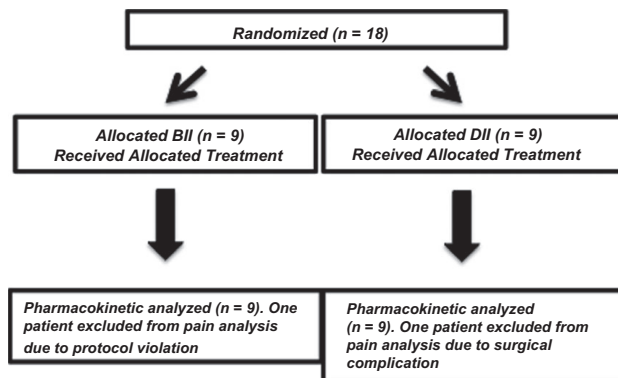 Randomized (n = 18)
Allocated BII (n = 9)
Received Allocated Treatment
Allocated DII (n = 9)
Received Allocated Treatment
Pharmacokinetic analyzed (n = 9). One
patient excluded from pain analysis
due to protocol violation
Pharmacokinetic analyzed
(n = 9). One patient excluded from
pain analysis due to surgical
complication